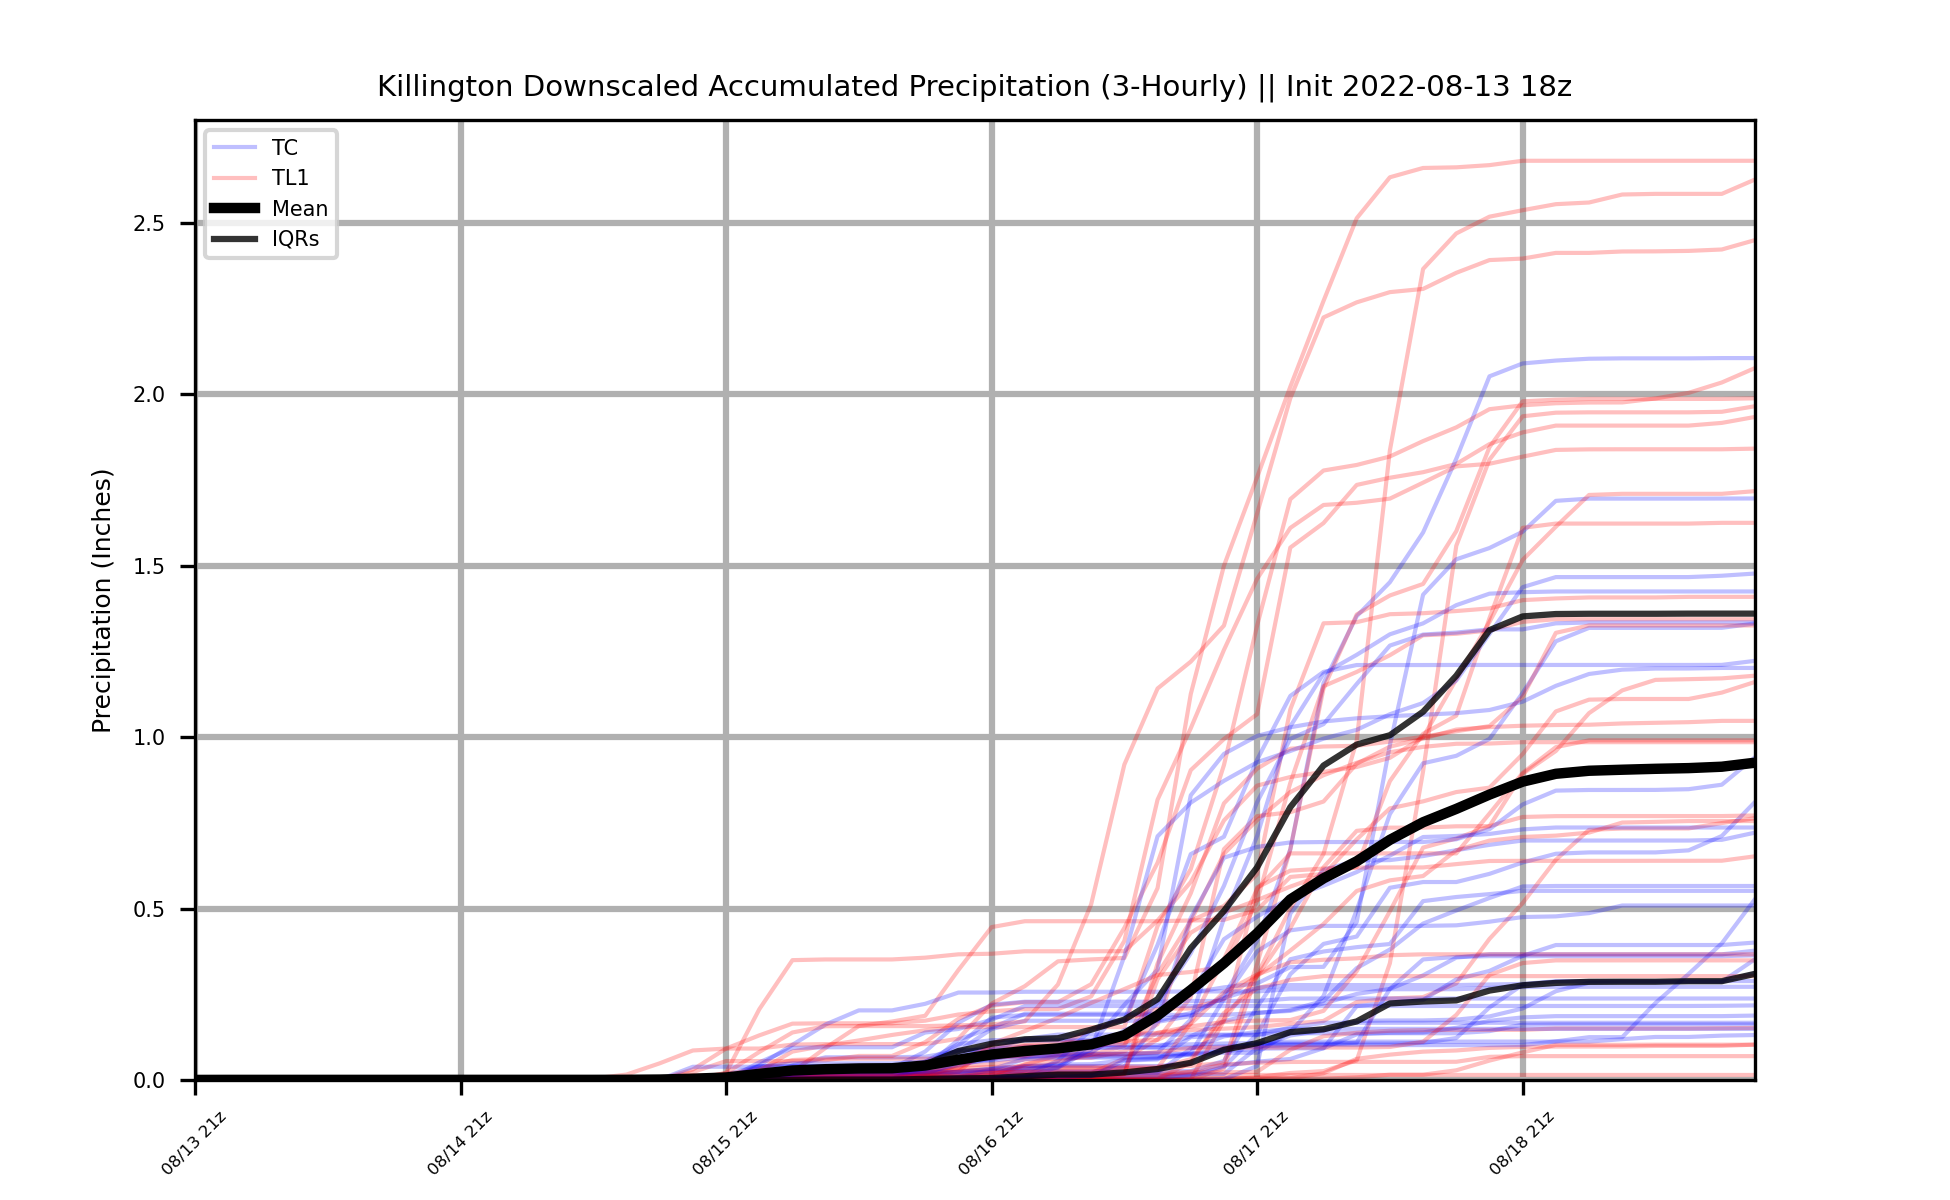 Killington Downscaled Accumulated Precipitation (3-Hourly) || Init 2022-08-13 18z
TC
TL1
Mean
IQRs
Precipitation (Inches)
2.5
2.0
1.5
1.0
0.5
0.0
08/13 21z
08/14 21z
08/15 21z
08/16 21z
08/17 21z
08/18 21z